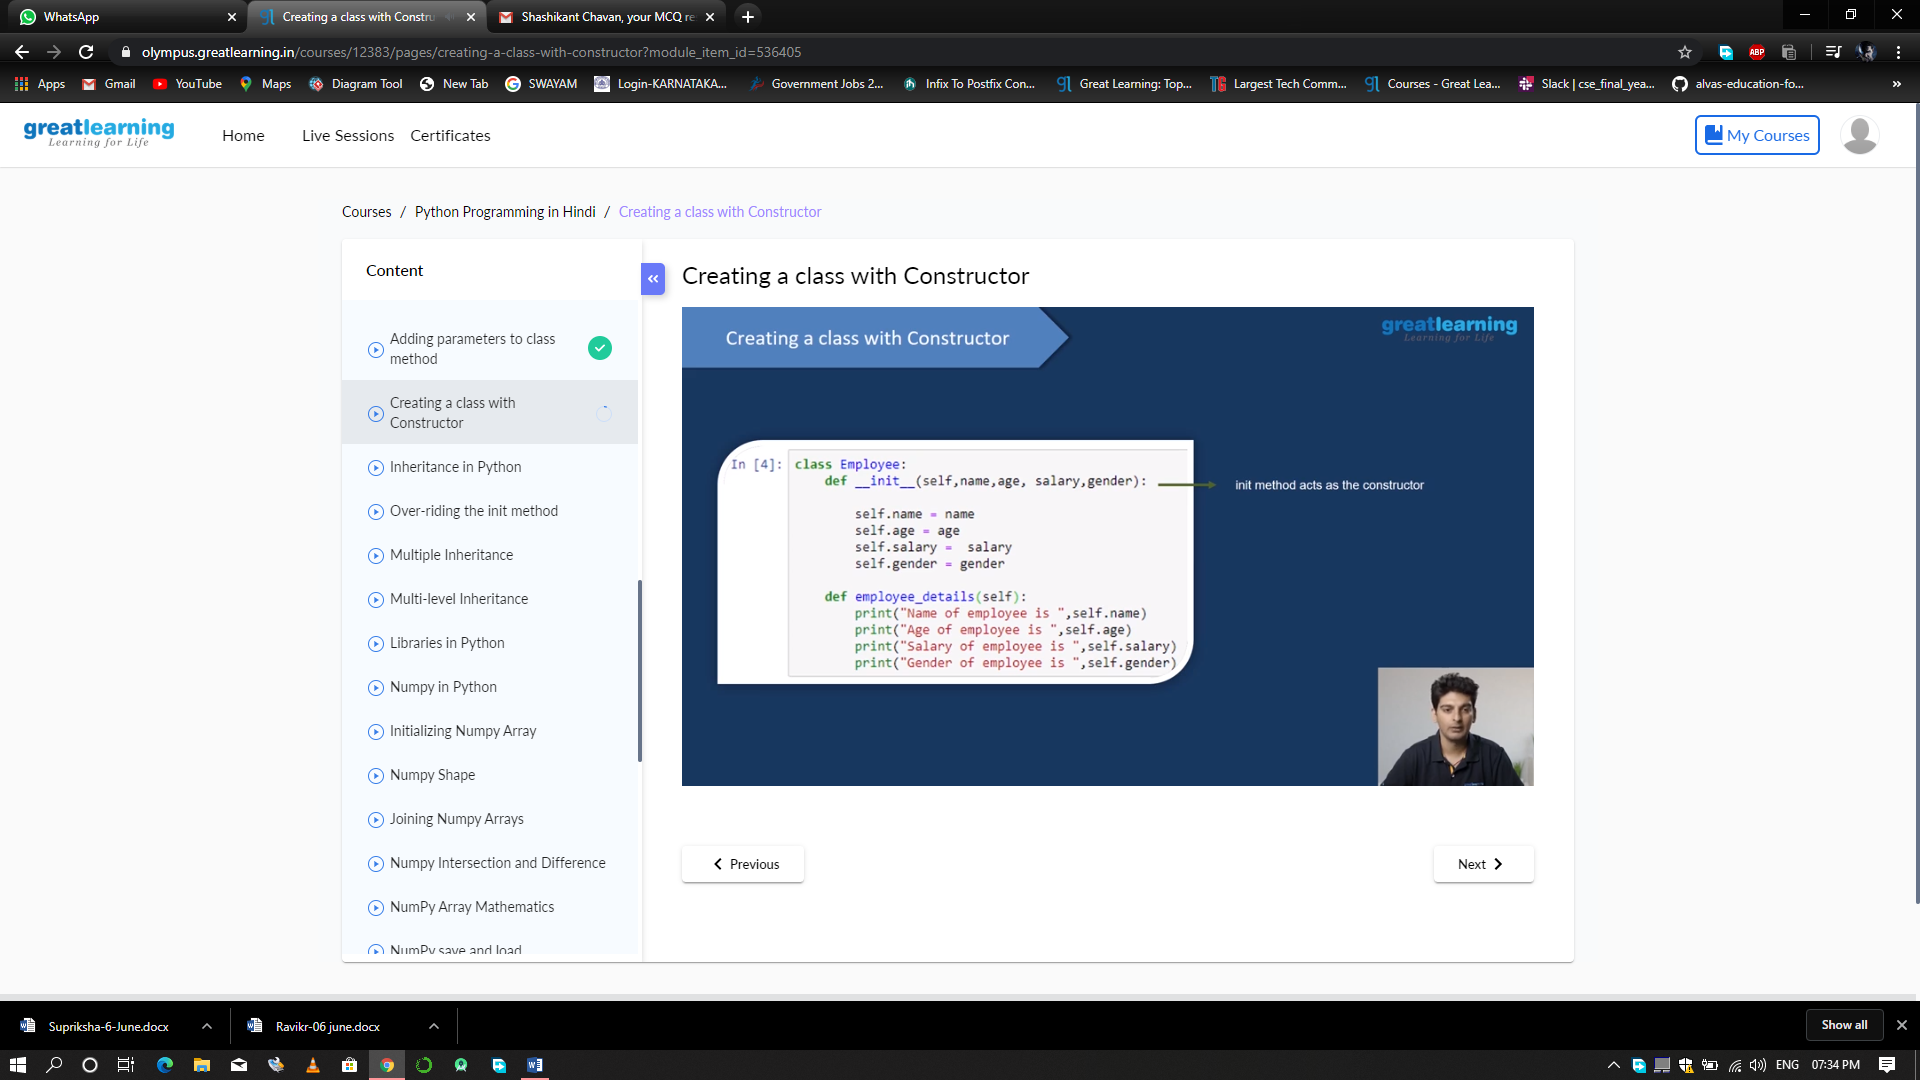 WhatsApp
Creating a class with Constru
Shashikant Chavan, your MCQ re
olympus.greatlearning.in/courses/12383/pages/creating-a-class-with-constructor?module_item_id=536405
Apps Gmail YouTube Maps Diagram Tool New Tab SWAYAM Login-KARNATAKA... Government Jobs 2... Infix To Postfix Con... Great Learning: Top... Largest Tech Comm... Courses - Great Lea... Slack | cse_final_yea... alvas-education-fo... »
greatlearning
Learning for Life
Home Live Sessions Certificates
My Courses
Courses / Python Programming in Hindi / Creating a class with Constructor
Content
Adding parameters to class
method
Creating a class with
Constructor
Inheritance in Python
Over-riding the init method
Multiple Inheritance
Multi-level Inheritance
Libraries in Python
Numpy in Python
Initializing Numpy Array
Numpy Shape
Joining Numpy Arrays
Numpy Intersection and Difference
NumPy Array Mathematics
NumPy save and load
Creating a class with Constructor
Creating a class with Constructor
greatlearning
Learning for Life
In [4]: class Employee:
def __init__(self,name,age, salary,gender):
init method acts as the constructor
self.name = name
self.age = age
self.salary =  salary
self.gender = gender
def employee_details(self):
print("Name of employee is ",self.name)
print("Age of employee is ",self.age)
print("Salary of employee is ",self.salary)
print("Gender of employee is ",self.gender)
Previous
Next
Supriksha-6-June.docx
Ravikr-06 june.docx
Show all
ENG 07:34 PM